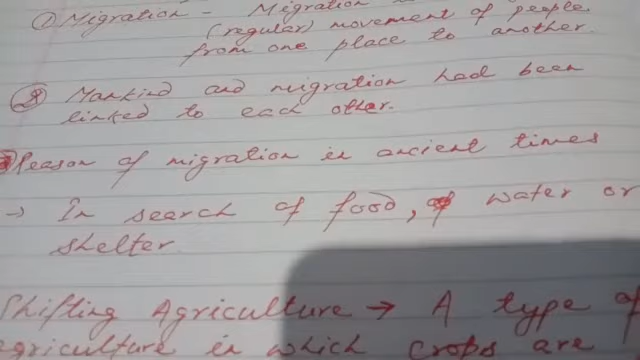 ① Migration - Migration
(regular) movement of people
from one place to another.
② Mankind and migration had been
linked to each other.
Reason of migration in ancient times
→ In search of food, of water or
shelter.
Shifting Agriculture → A type of
agriculture in which crops are